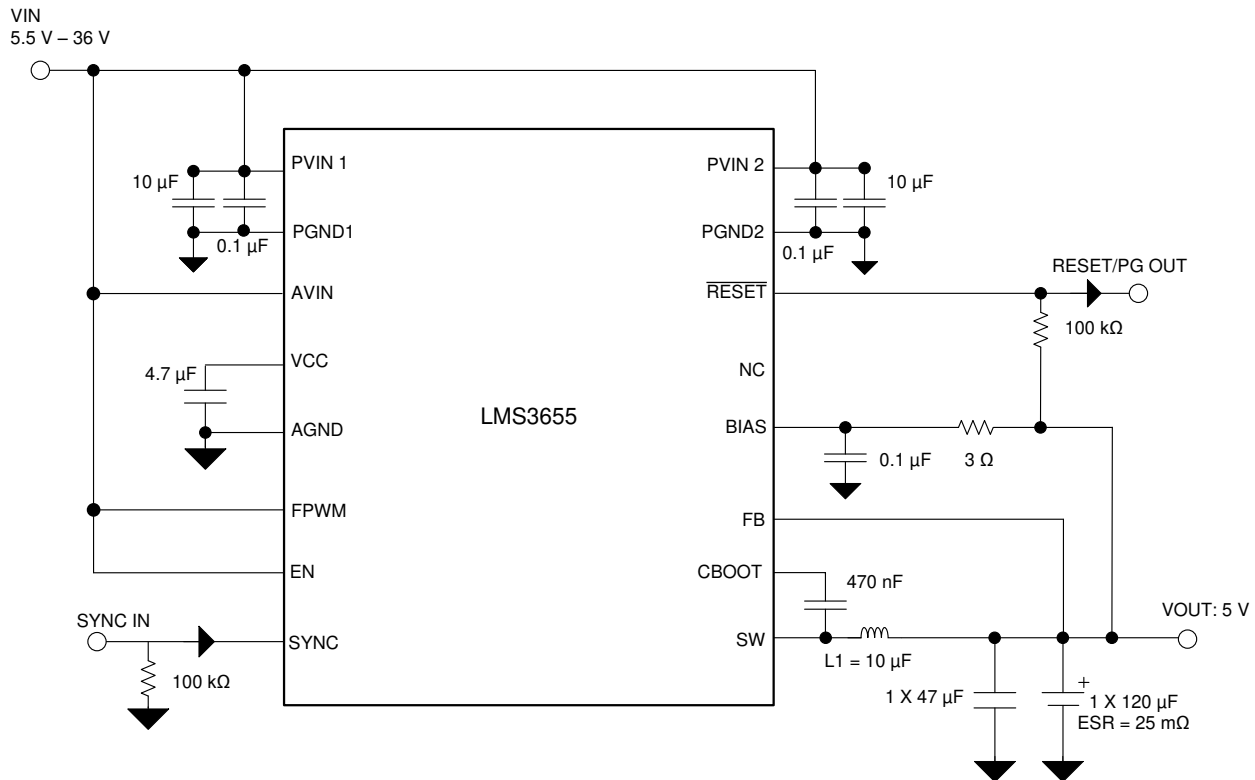 VIN
5.5 V – 36 V
PVIN 1
PVIN 2
10 µF
10 µF
PGND1
PGND2
0.1 µF
0.1 µF
RESET/PG OUT
AVIN
RESET
100 kΩ
VCC
NC
4.7 µF
LMS3655
AGND
BIAS
0.1 µF
3 Ω
FPWM
FB
EN
CBOOT
470 nF
SYNC IN
VOUT: 5 V
SYNC
SW
L1 = 10 µF
100 kΩ
1 X 47 µF
+
1 X 120 µF
ESR = 25 mΩ